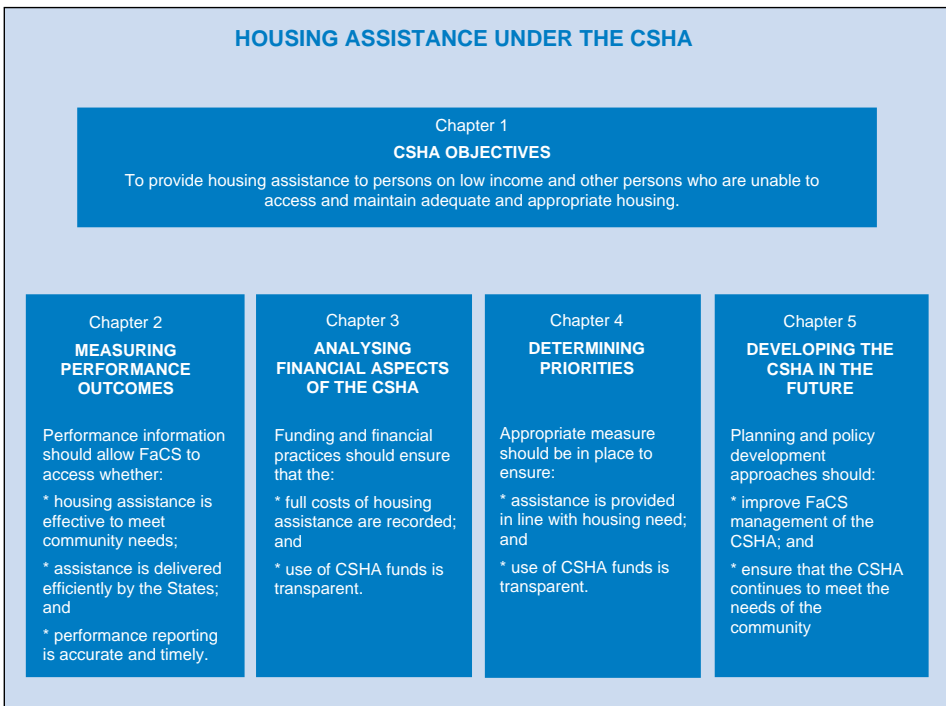 HOUSING ASSISTANCE UNDER THE CSHA
Chapter 1
CSHA OBJECTIVES
To provide housing assistance to persons on low income and other persons who are unable to
access and maintain adequate and appropriate housing.
Chapter 2
MEASURING
PERFORMANCE
OUTCOMES
Performance information
should allow FaCS to
access whether:
* housing assistance is
effective to meet
community needs;
* assistance is delivered
efficiently by the States;
and
* performance reporting
is accurate and timely.
Chapter 3
ANALYSING
FINANCIAL ASPECTS
OF THE CSHA
Funding and financial
practices should ensure
that the:
* full costs of housing
assistance are recorded;
and
* use of CSHA funds is
transparent.
Chapter 4
DETERMINING
PRIORITIES
Appropriate measure
should be in place to
ensure:
* assistance is provided
in line with housing need;
and
* use of CSHA funds is
transparent.
Chapter 5
DEVELOPING THE
CSHA IN THE
FUTURE
Planning and policy
development
approaches should:
* improve FaCS
management of the
CSHA; and
* ensure that the CSHA
continues to meet the
needs of the
community